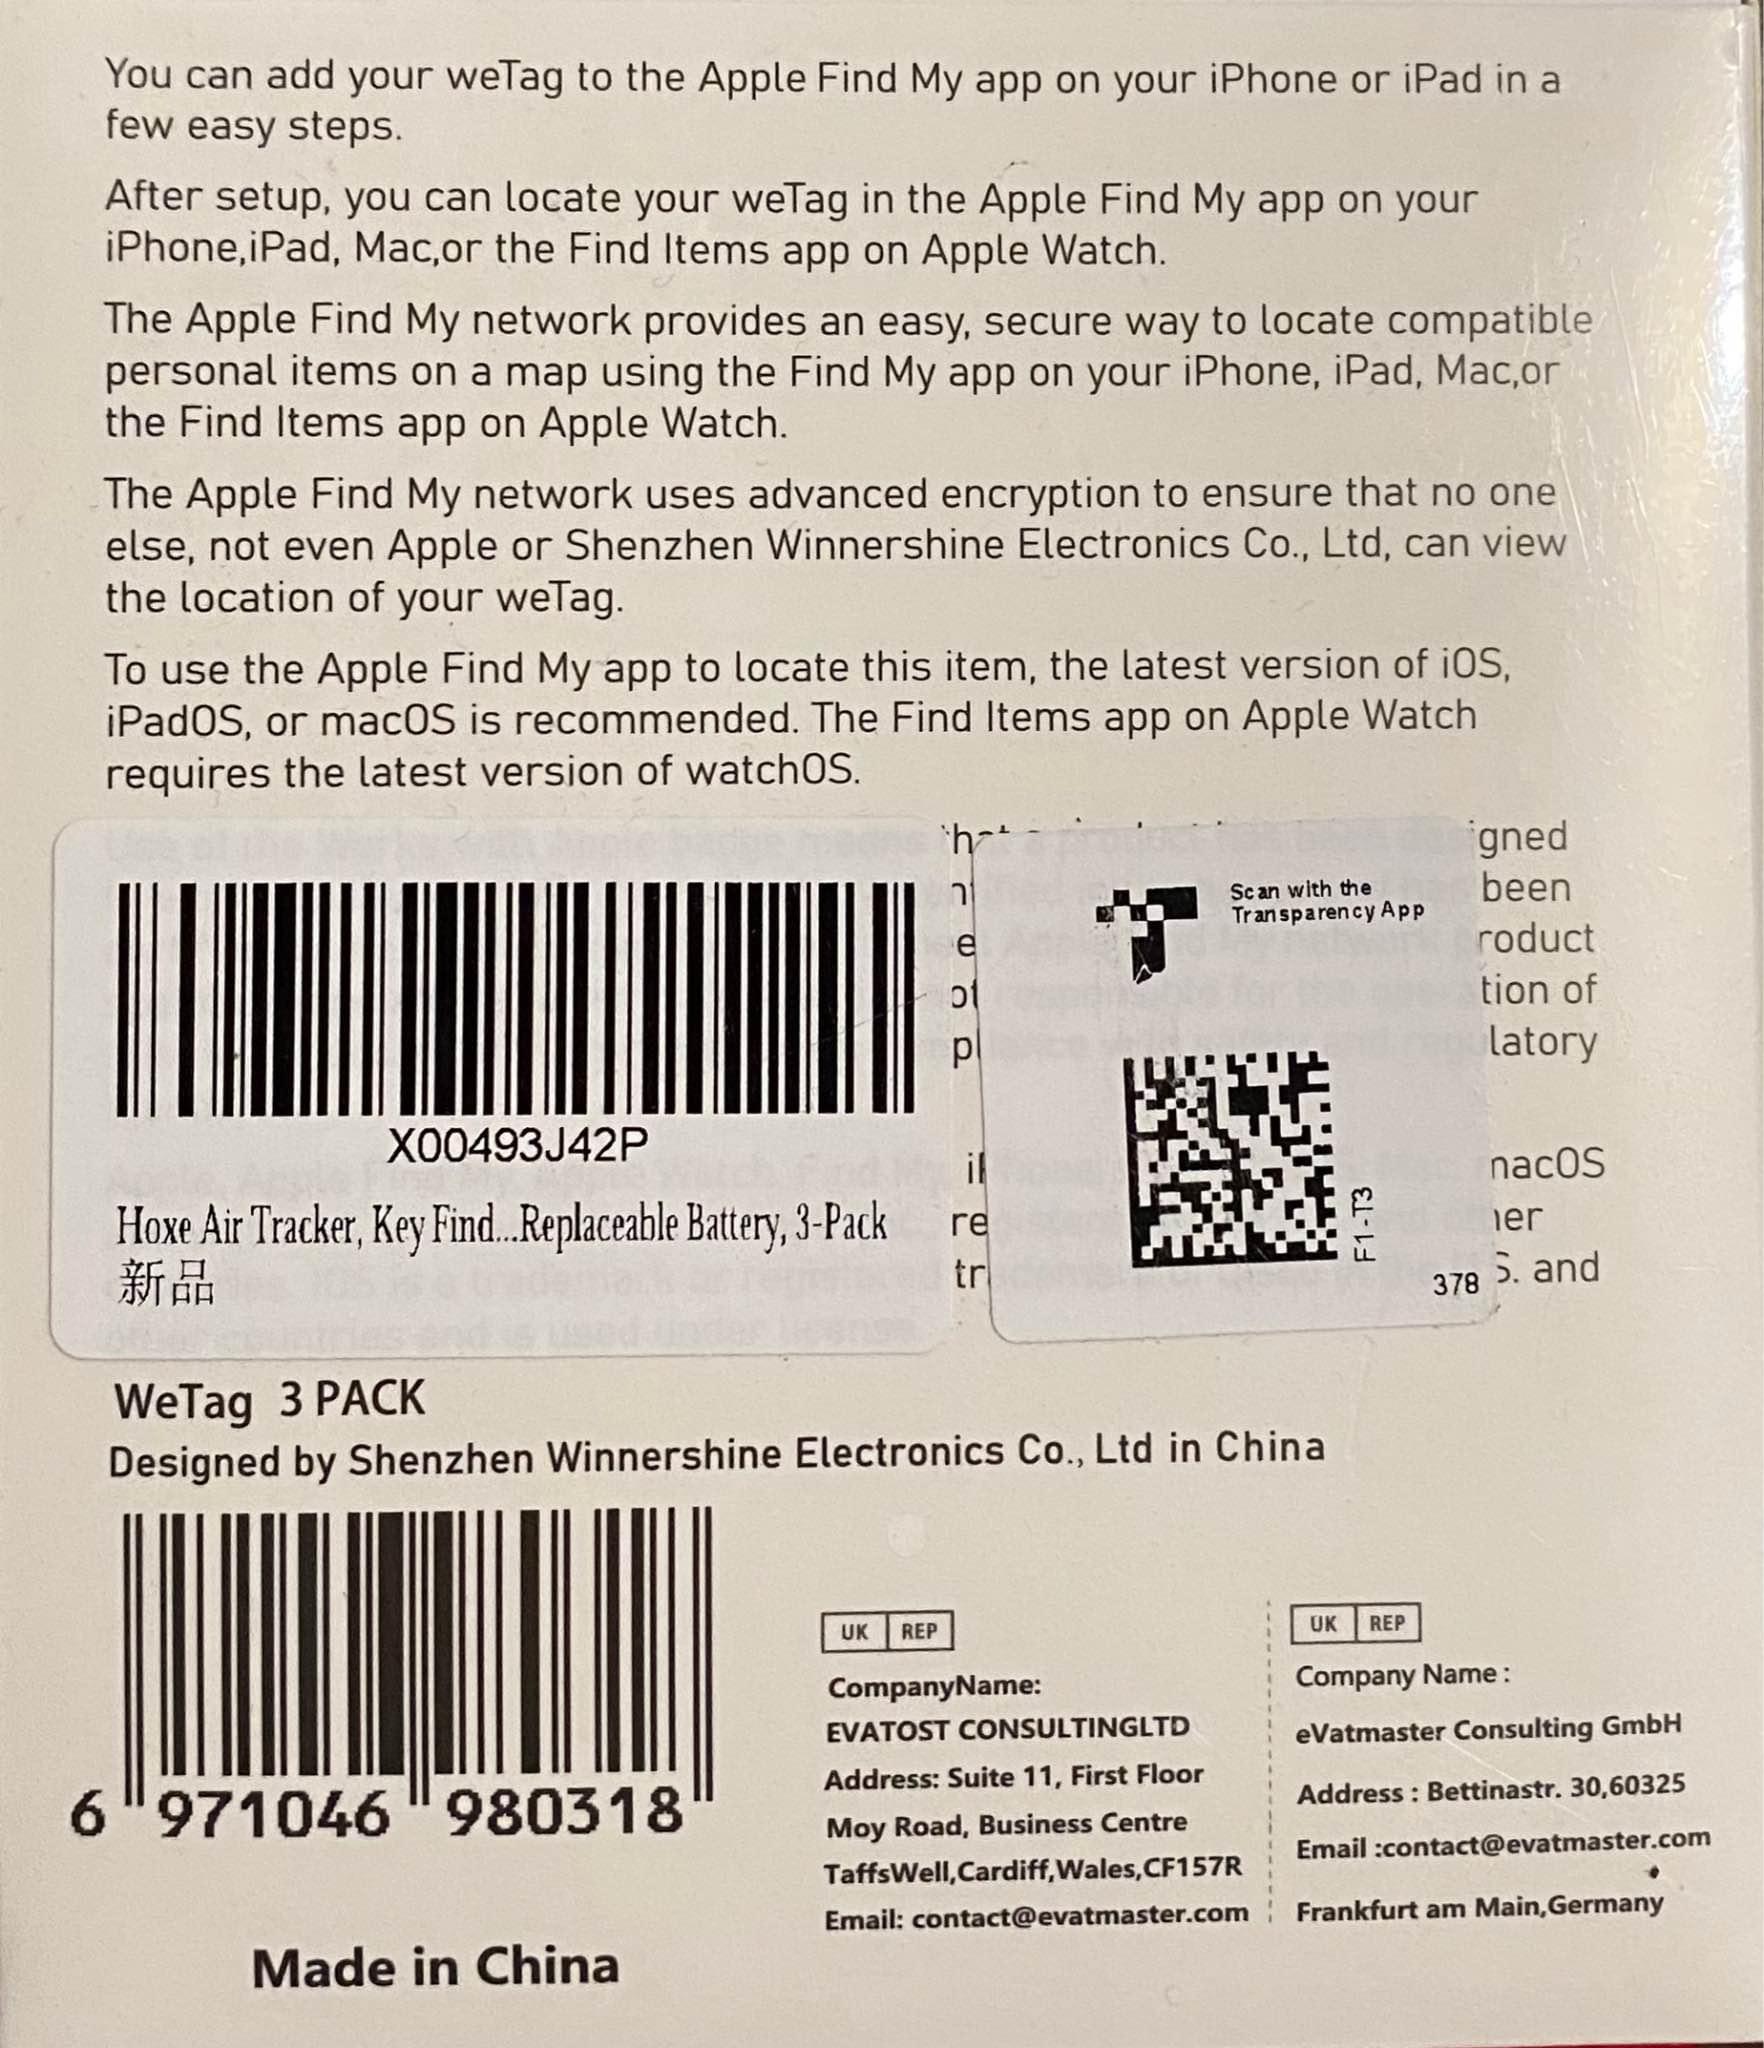 You can add your weTag to the Apple Find My app on your iPhone or iPad in a
few easy steps.
After setup, you can locate your weTag in the Apple Find My app on your
iPhone,iPad, Mac,or the Find Items app on Apple Watch.
The Apple Find My network provides an easy, secure way to locate compatible
personal items on a map using the Find My app on your iPhone, iPad, Mac,or
the Find Items app on Apple Watch.
The Apple Find My network uses advanced encryption to ensure that no one
else, not even Apple or Shenzhen Winnershine Electronics Co., Ltd, can view
the location of your weTag.
To use the Apple Find My app to locate this item, the latest version of iOS,
iPadOS, or macOS is recommended. The Find Items app on Apple Watch
requires the latest version of watchOS.
been
of
S. and
X00493J42P
Hoxe Air Tracker, Key Find...Replaceable Battery, 3-Pack
新品
Scan with the
Transparency App
F1-T3
378
WeTag 3 PACK
Designed by Shenzhen Winnershine Electronics Co., Ltd in China
6 971046 980318
Made in China
UK REP
CompanyName:
EVATOST CONSULTINGLTD
Address: Suite 11, First Floor
Moy Road, Business Centre
TaffsWell,Cardiff,Wales,CF157R
Email: contact@evatmaster.com
UK REP
Company Name :
eVatmaster Consulting GmbH
Address : Bettinastr. 30,60325
Email :contact@evatmaster.com
Frankfurt am Main,Germany